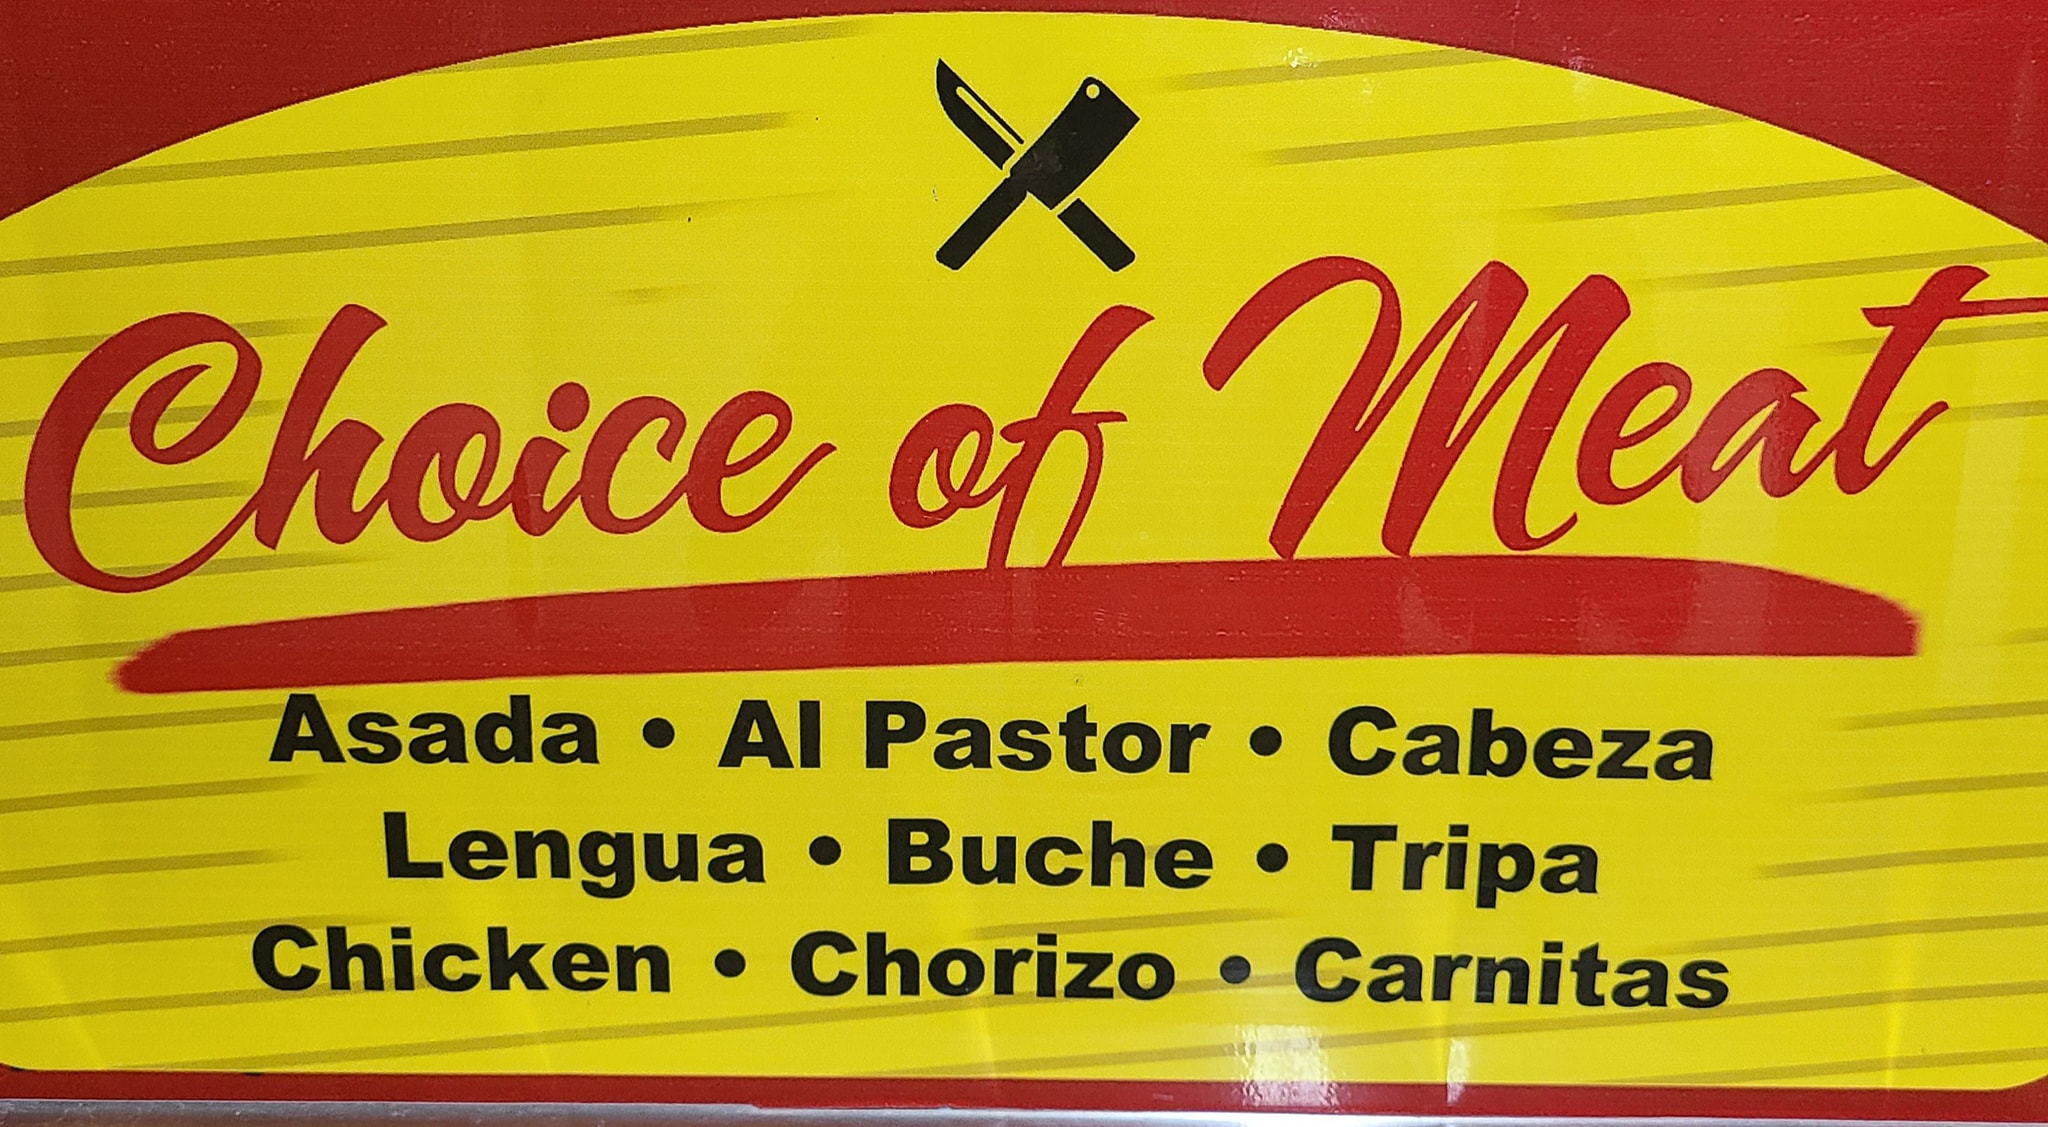 Choice of Meat
Asada • Al Pastor • Cabeza
Lengua • Buche • Tripa
Chicken • Chorizo • Carnitas